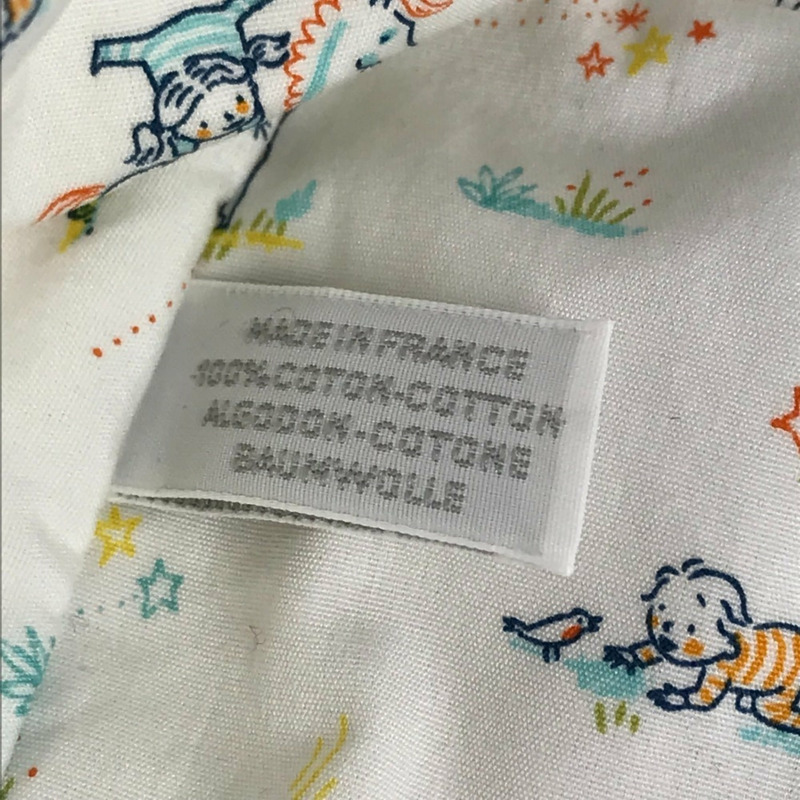 MADE IN FRANCE
100% COTON-COTTON
ALGODON-COTONE
BAUMWOLLE